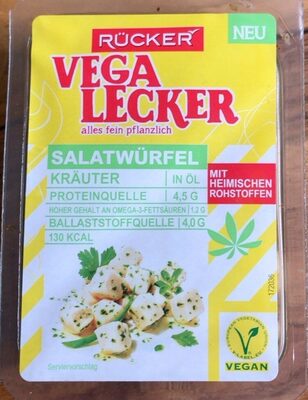 RÜCKER
NEU
VEGA
LECKER
alles fein pflanzlich
SALATWÜRFEL
KRÄUTER | IN ÖL
PROTEINQUELLE | 4,5 G
HOHER GEHALT AN OMEGA-3-FETTSÄUREN | 1,2 G
BALLASTSTOFFQUELLE | 4,0 G
130 KCAL
MIT
HEIMISCHEN
ROHSTOFFEN
172036
Serviervorschlag
V
VEGAN